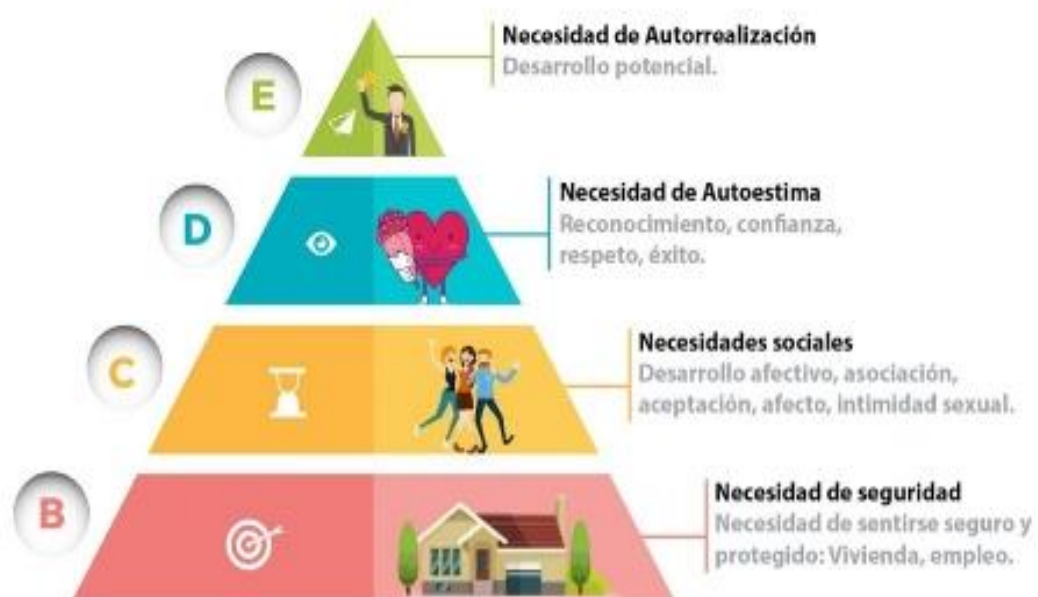 E
Necesidad de Autorrealización
Desarrollo potencial.
D
Necesidad de Autoestima
Reconocimiento, confianza,
respeto, éxito.
C
Necesidades sociales
Desarrollo afectivo, asociación,
aceptación, afecto, intimidad sexual.
B
Necesidad de seguridad
Necesidad de sentirse seguro y
protegido: Vivienda, empleo.